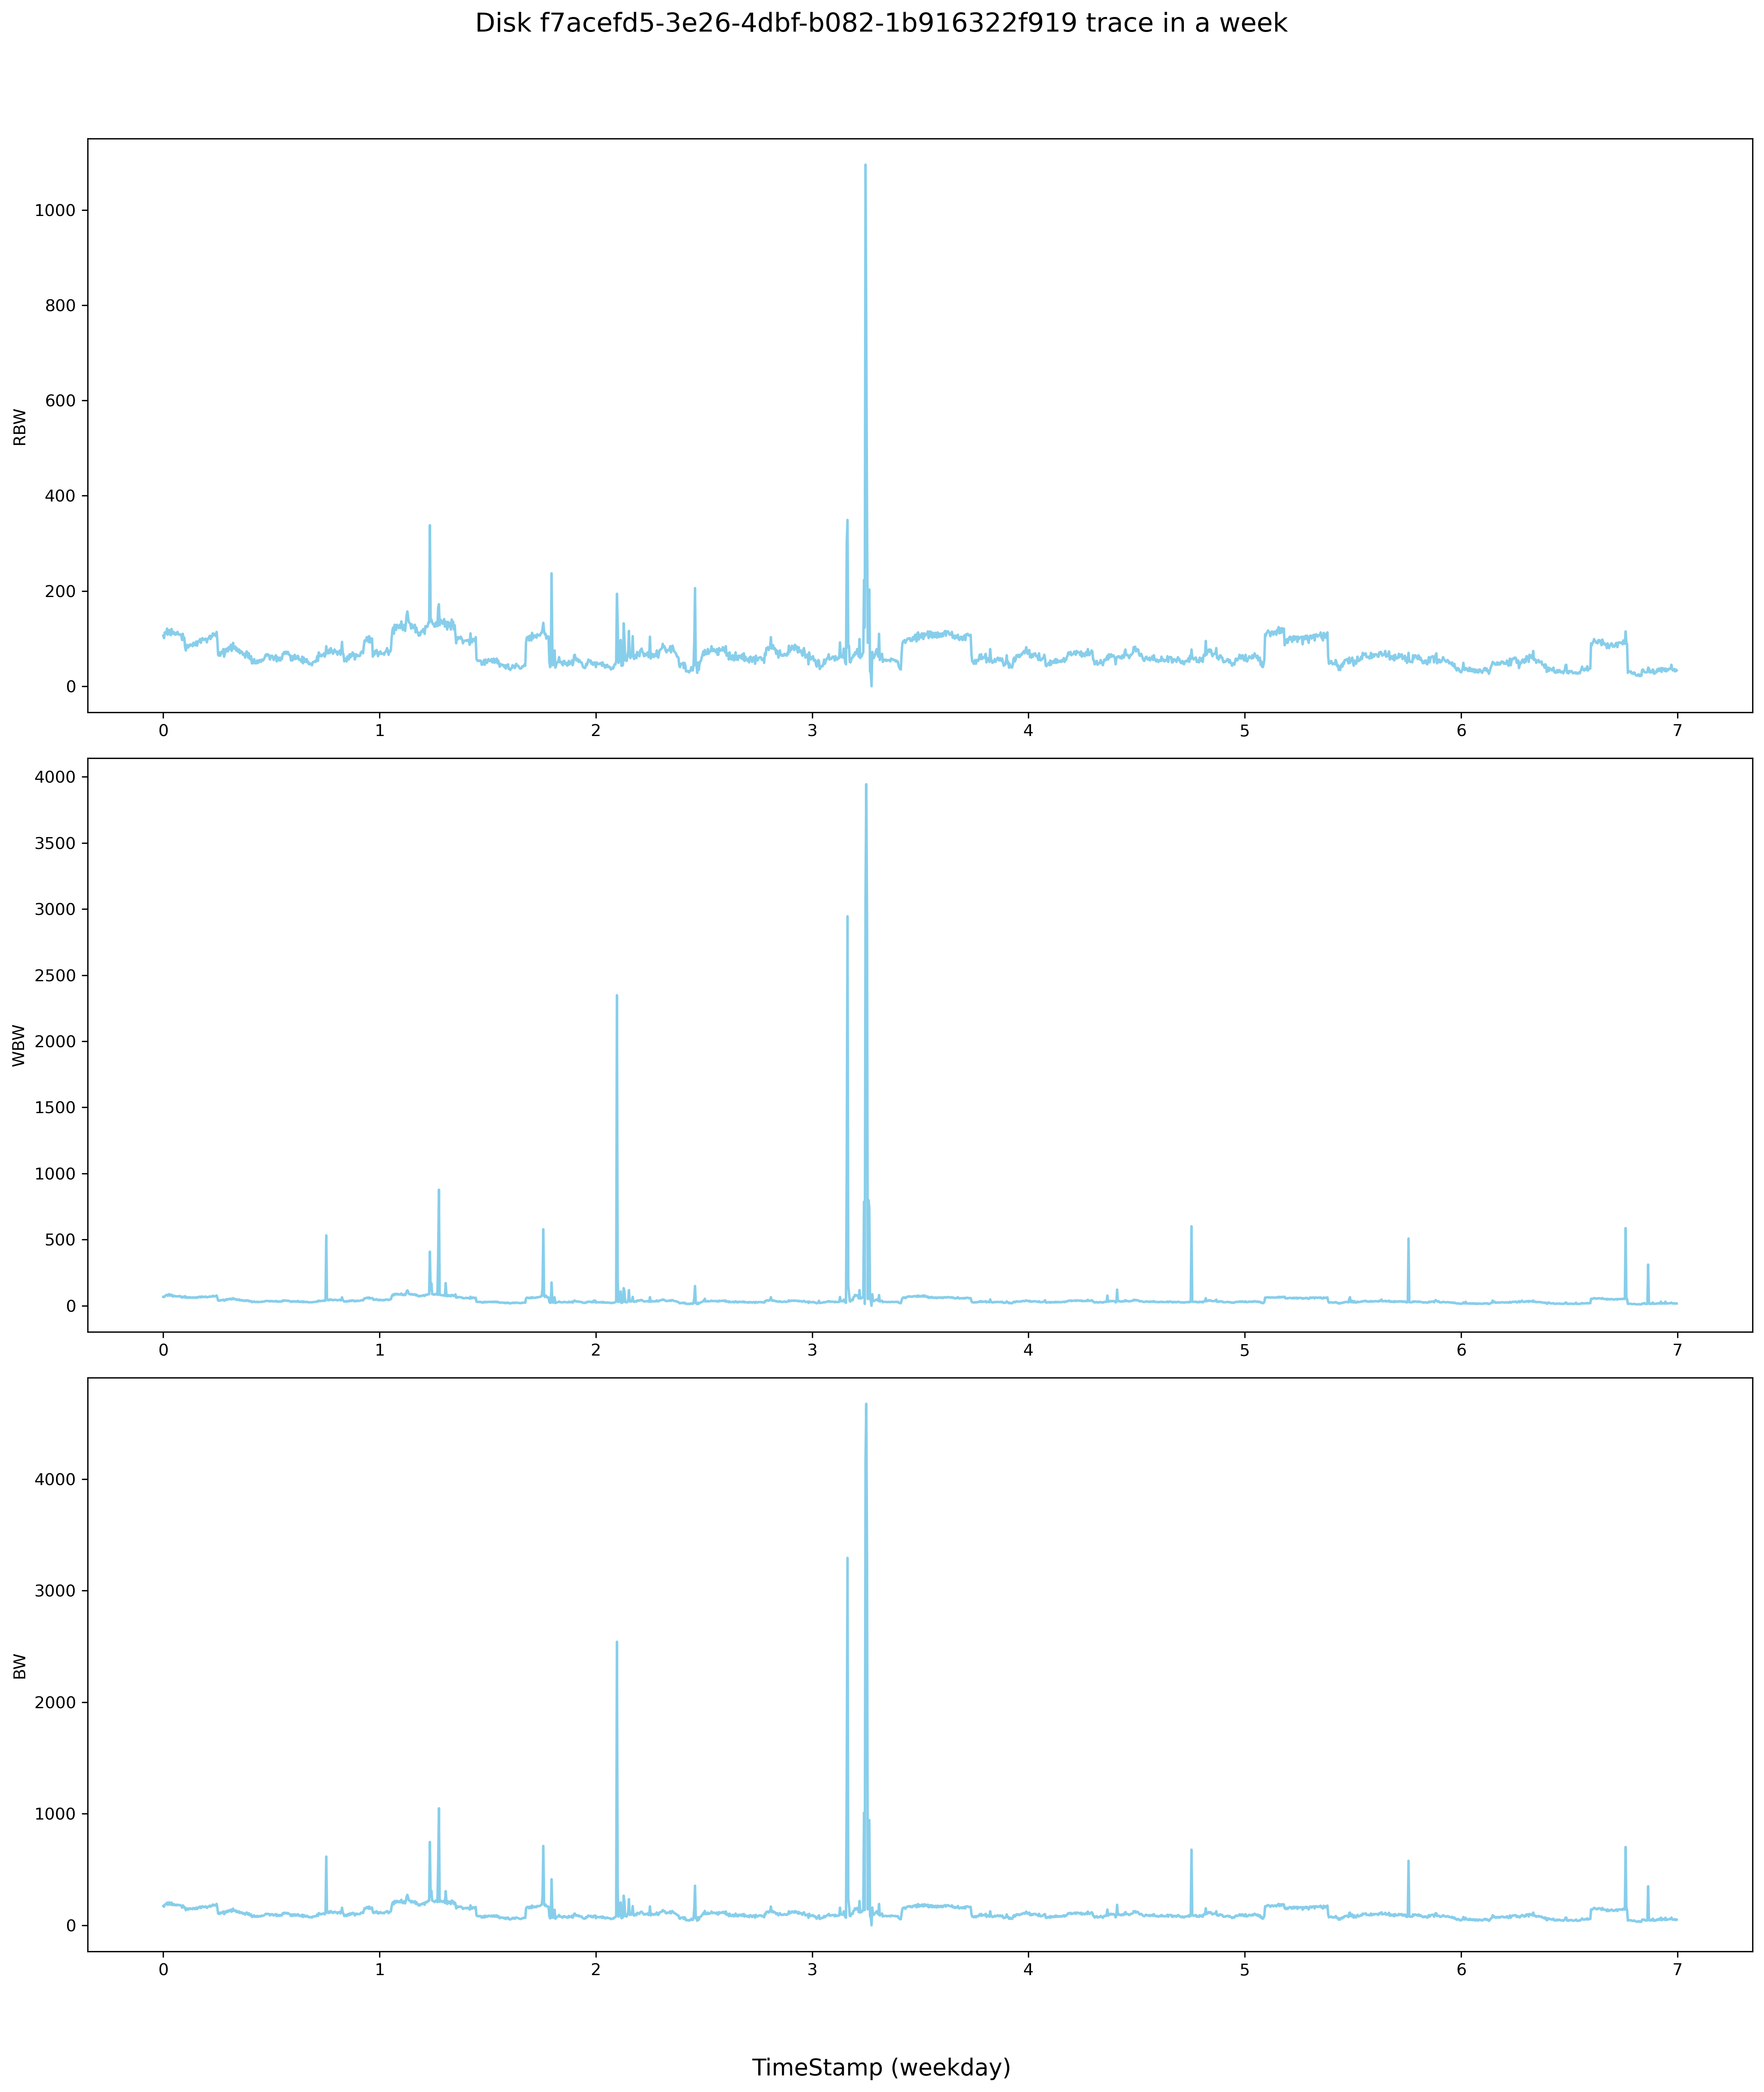 Disk f7acefd5-3e26-4dbf-b082-1b916322f919 trace in a week
1000
800
600
400
200
0
RBW
0 1 2 3 4 5 6 7
4000
3500
3000
2500
2000
1500
1000
500
0
WBW
0 1 2 3 4 5 6 7
4000
3000
2000
1000
0
BW
0 1 2 3 4 5 6 7
TimeStamp (weekday)